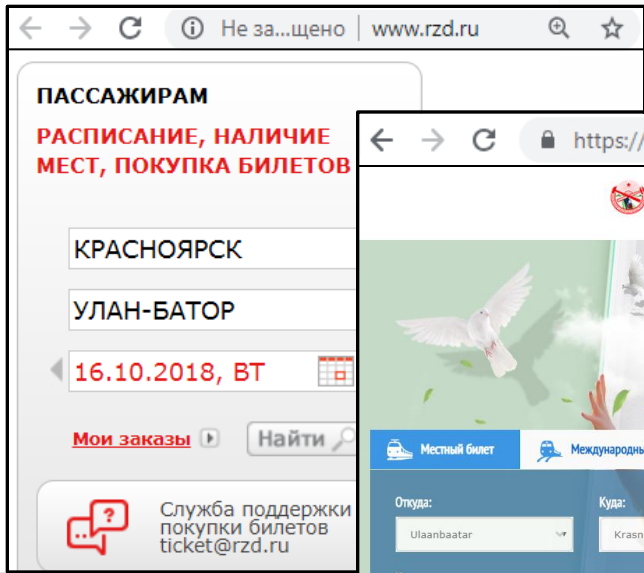 Не за...щено | www.rzd.ru
ПАССАЖИРАМ
РАСПИСАНИЕ, НАЛИЧИЕ
МЕСТ, ПОКУПКА БИЛЕТОВ
КРАСНОЯРСК
УЛАН-БАТОР
16.10.2018, ВТ
Мои заказы
Найти
Служба поддержки
покупки билетов
ticket@rzd.ru
https://
Местный билет
Международны
Откуда:
Куда:
Ulaanbaatar
Krasn